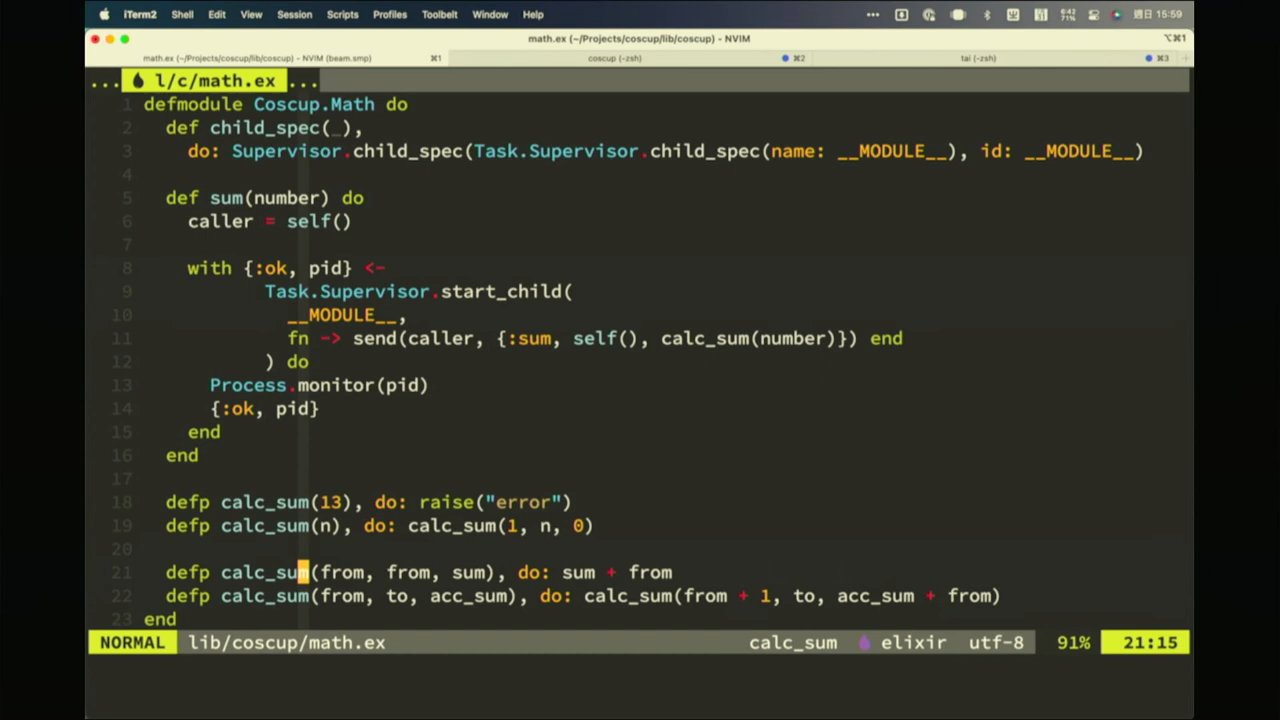 iTerm2 Shell Edit View Session Scripts Profiles Toolbelt Window Help 6:42 71% 週日 15:59
math.ex (~/Projects/coscup/lib/coscup) - NVIM ⌥⌘1
math.ex (~/Projects/coscup/lib/coscup) - NVIM (beam.smp) ⌘1 coscup (-zsh) ⌘2 tai (-zsh) ⌘3 +
... l/c/math.ex ...
1 defmodule Coscup.Math do
2   def child_spec(_),
3     do: Supervisor.child_spec(Task.Supervisor.child_spec(name: __MODULE__), id: __MODULE__)
4
5   def sum(number) do
6     caller = self()
7
8     with {:ok, pid} <-
9            Task.Supervisor.start_child(
10              __MODULE__,
11              fn -> send(caller, {:sum, self(), calc_sum(number)}) end
12            ) do
13       Process.monitor(pid)
14       {:ok, pid}
15     end
16   end
17
18   defp calc_sum(13), do: raise("error")
19   defp calc_sum(n), do: calc_sum(1, n, 0)
20
21   defp calc_sum(from, from, sum), do: sum + from
22   defp calc_sum(from, to, acc_sum), do: calc_sum(from + 1, to, acc_sum + from)
23 end
NORMAL lib/coscup/math.ex calc_sum elixir utf-8 91% 21:15